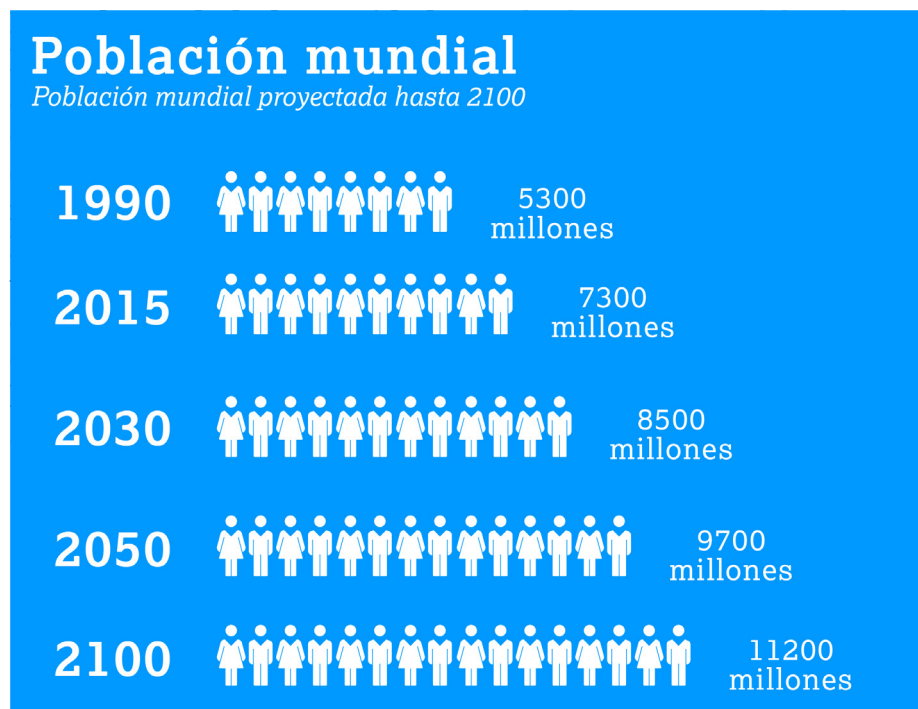 Población mundial
Población mundial proyectada hasta 2100
1990
5300
millones
2015
7300
millones
2030
8500
millones
2050
9700
millones
2100
11200
millones